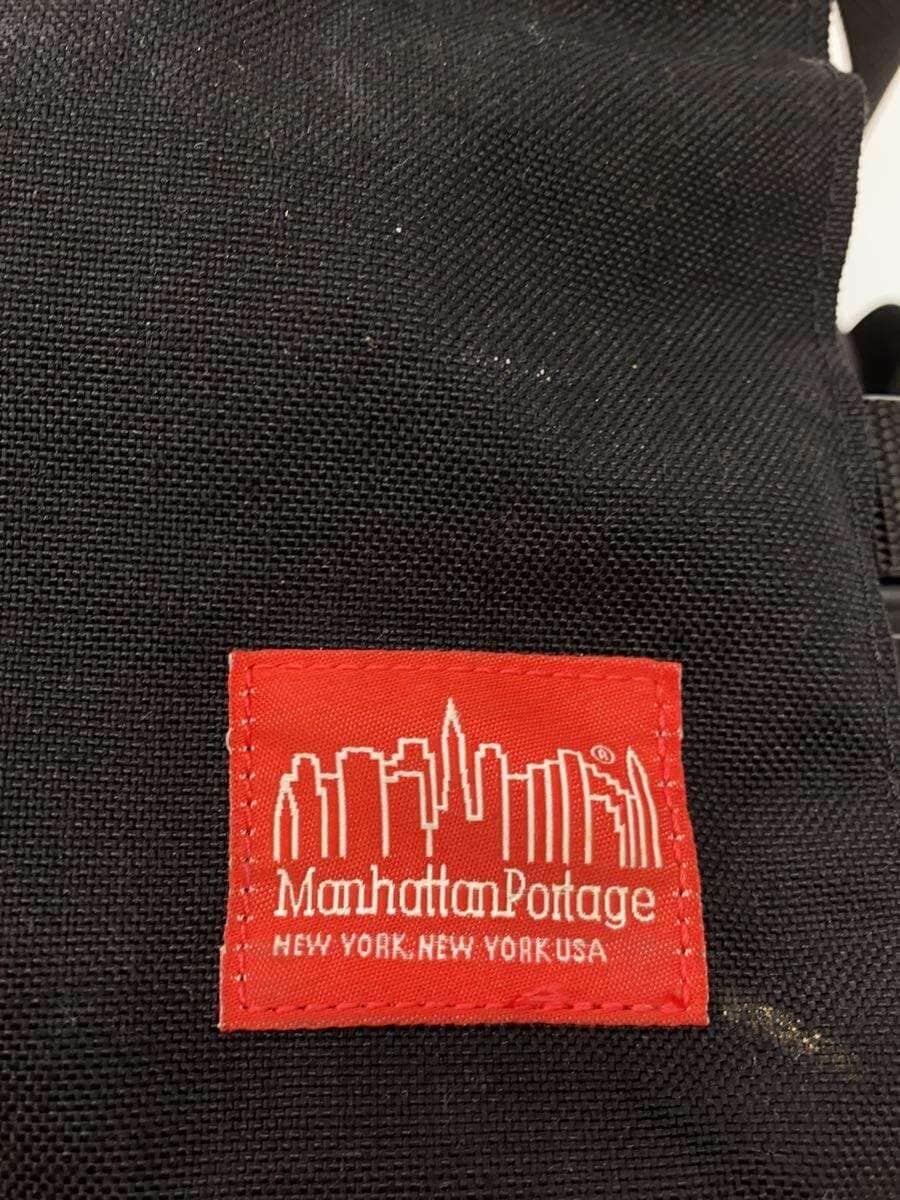 ®
ManhattanPortage
NEW YORK, NEW YORK USA